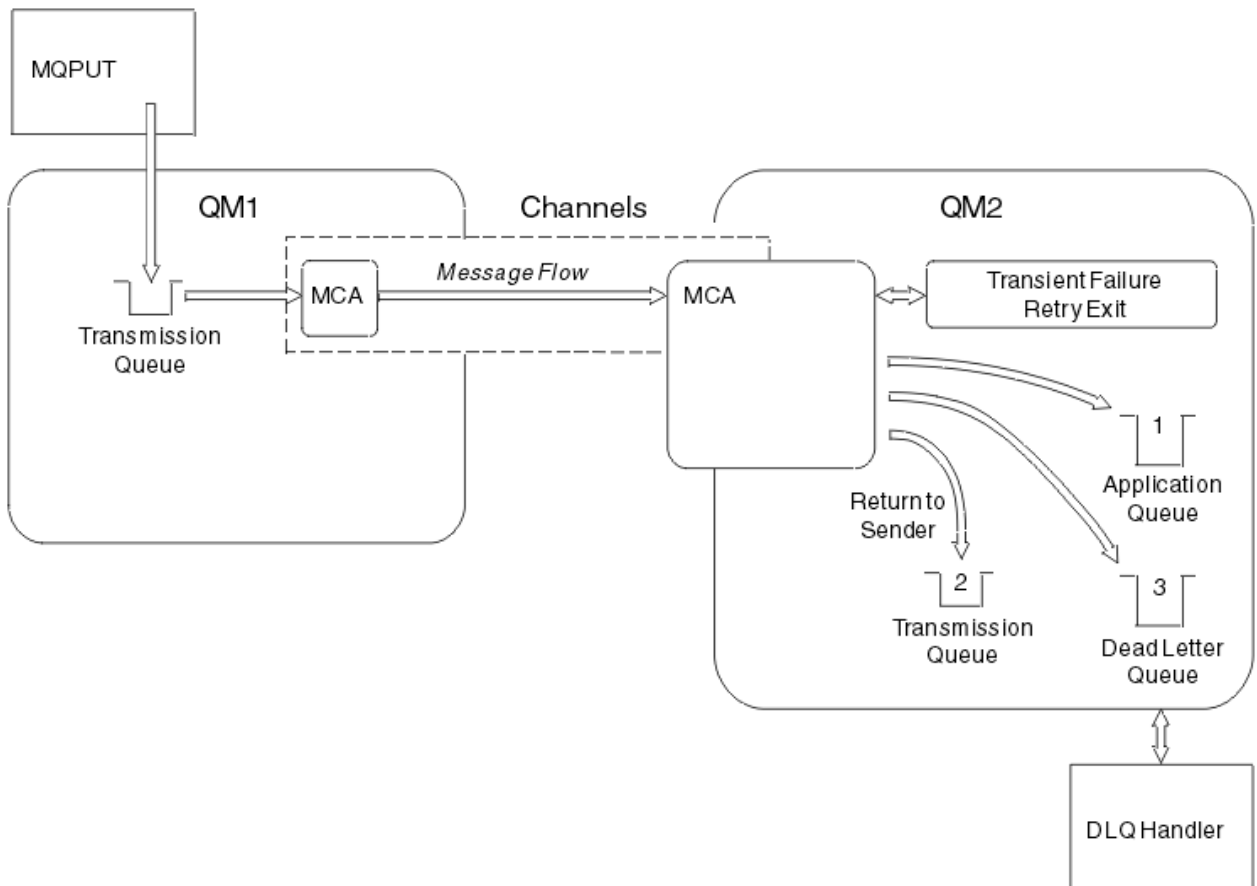 MQPUT
QM1
Channels
QM2
Message Flow
MCA
MCA
Transient Failure
Retry Exit
Transmission
Queue
1
Application
Queue
Return to
Sender
2
Transmission
Queue
3
Dead Letter
Queue
DLQ Handler